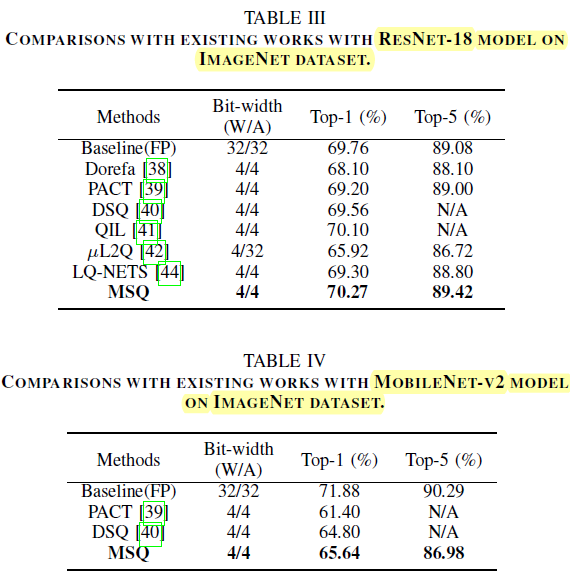 TABLE III
COMPARISONS WITH EXISTING WORKS WITH RESNET-18 MODEL ON
IMAGENET DATASET.
Methods Bit-width (W/A) Top-1 (%) Top-5 (%)
Baseline(FP) 32/32 69.76 89.08
Dorefa [38] 4/4 68.10 88.10
PACT [39] 4/4 69.20 89.00
DSQ [40] 4/4 69.56 N/A
QIL [41] 4/4 70.10 N/A
μL2Q [42] 4/32 65.92 86.72
LQ-NETS [44] 4/4 69.30 88.80
MSQ 4/4 70.27 89.42
TABLE IV
COMPARISONS WITH EXISTING WORKS WITH MOBILENET-V2 MODEL
ON IMAGENET DATASET.
Methods Bit-width (W/A) Top-1 (%) Top-5 (%)
Baseline(FP) 32/32 71.88 90.29
PACT [39] 4/4 61.40 N/A
DSQ [40] 4/4 64.80 N/A
MSQ 4/4 65.64 86.98